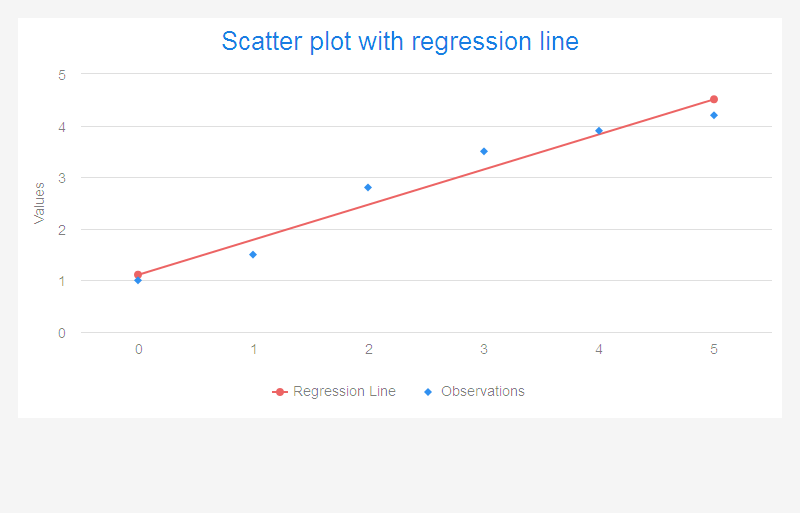 Scatter plot with regression line
5
4
3
2
1
0
Values
0 1 2 3 4 5
Regression Line Observations